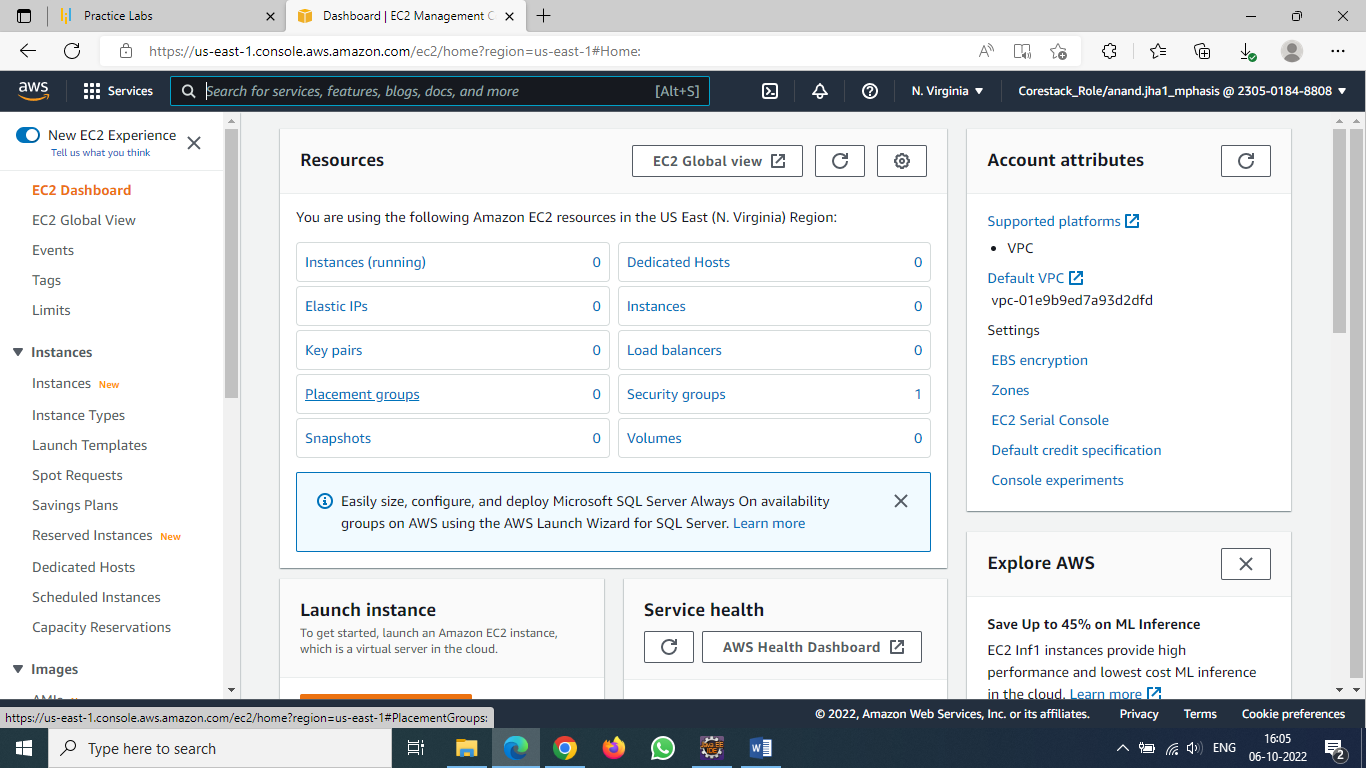 Practice Labs
Dashboard | EC2 Management C
https://us-east-1.console.aws.amazon.com/ec2/home?region=us-east-1#Home:
aws
Services
Search for services, features, blogs, docs, and more
[Alt+S]
N. Virginia
Corestack_Role/anand.jha1_mphasis @ 2305-0184-8808
New EC2 Experience
Tell us what you think
EC2 Dashboard
EC2 Global View
Events
Tags
Limits
Instances
Instances New
Instance Types
Launch Templates
Spot Requests
Savings Plans
Reserved Instances New
Dedicated Hosts
Scheduled Instances
Capacity Reservations
Images
Resources
EC2 Global view
You are using the following Amazon EC2 resources in the US East (N. Virginia) Region:
Instances (running) 0
Dedicated Hosts 0
Elastic IPs 0
Instances 0
Key pairs 0
Load balancers 0
Placement groups 0
Security groups 1
Snapshots 0
Volumes 0
Easily size, configure, and deploy Microsoft SQL Server Always On availability
groups on AWS using the AWS Launch Wizard for SQL Server. Learn more
Launch instance
To get started, launch an Amazon EC2 instance,
which is a virtual server in the cloud.
Service health
AWS Health Dashboard
Account attributes
Supported platforms
VPC
Default VPC
vpc-01e9b9ed7a93d2dfd
Settings
EBS encryption
Zones
EC2 Serial Console
Default credit specification
Console experiments
Explore AWS
Save Up to 45% on ML Inference
EC2 Inf1 instances provide high
performance and lowest cost ML inference
in the cloud. Learn more
https://us-east-1.console.aws.amazon.com/ec2/home?region=us-east-1#PlacementGroups:
© 2022, Amazon Web Services, Inc. or its affiliates.
Privacy
Terms
Cookie preferences
Type here to search
ENG
16:05
06-10-2022
2